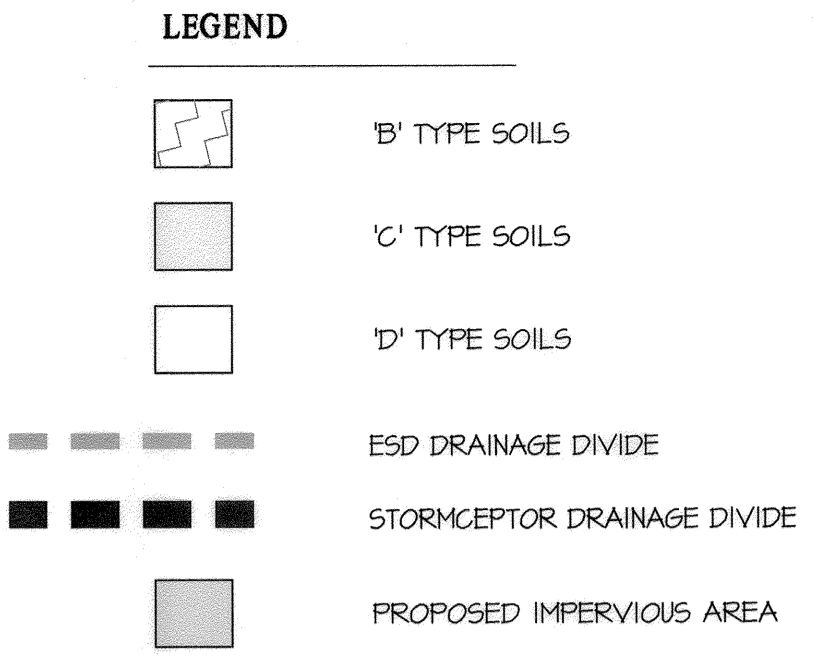 LEGEND
'B' TYPE SOILS
'C' TYPE SOILS
'D' TYPE SOILS
ESD DRAINAGE DIVIDE
STORMCEPTOR DRAINAGE DIVIDE
PROPOSED IMPERVIOUS AREA